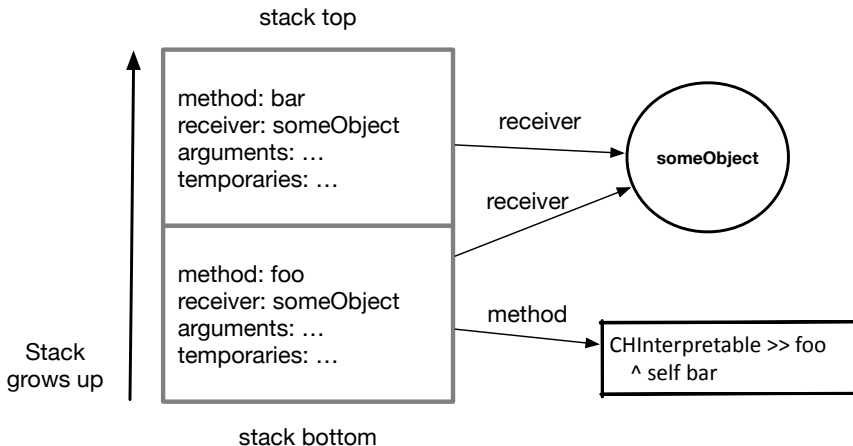 stack top
method: bar
receiver: someObject
arguments: …
temporaries: …
receiver
someObject
receiver
method: foo
receiver: someObject
arguments: …
temporaries: …
method
CHInterpretable >> foo
^ self bar
Stack
grows up
stack bottom